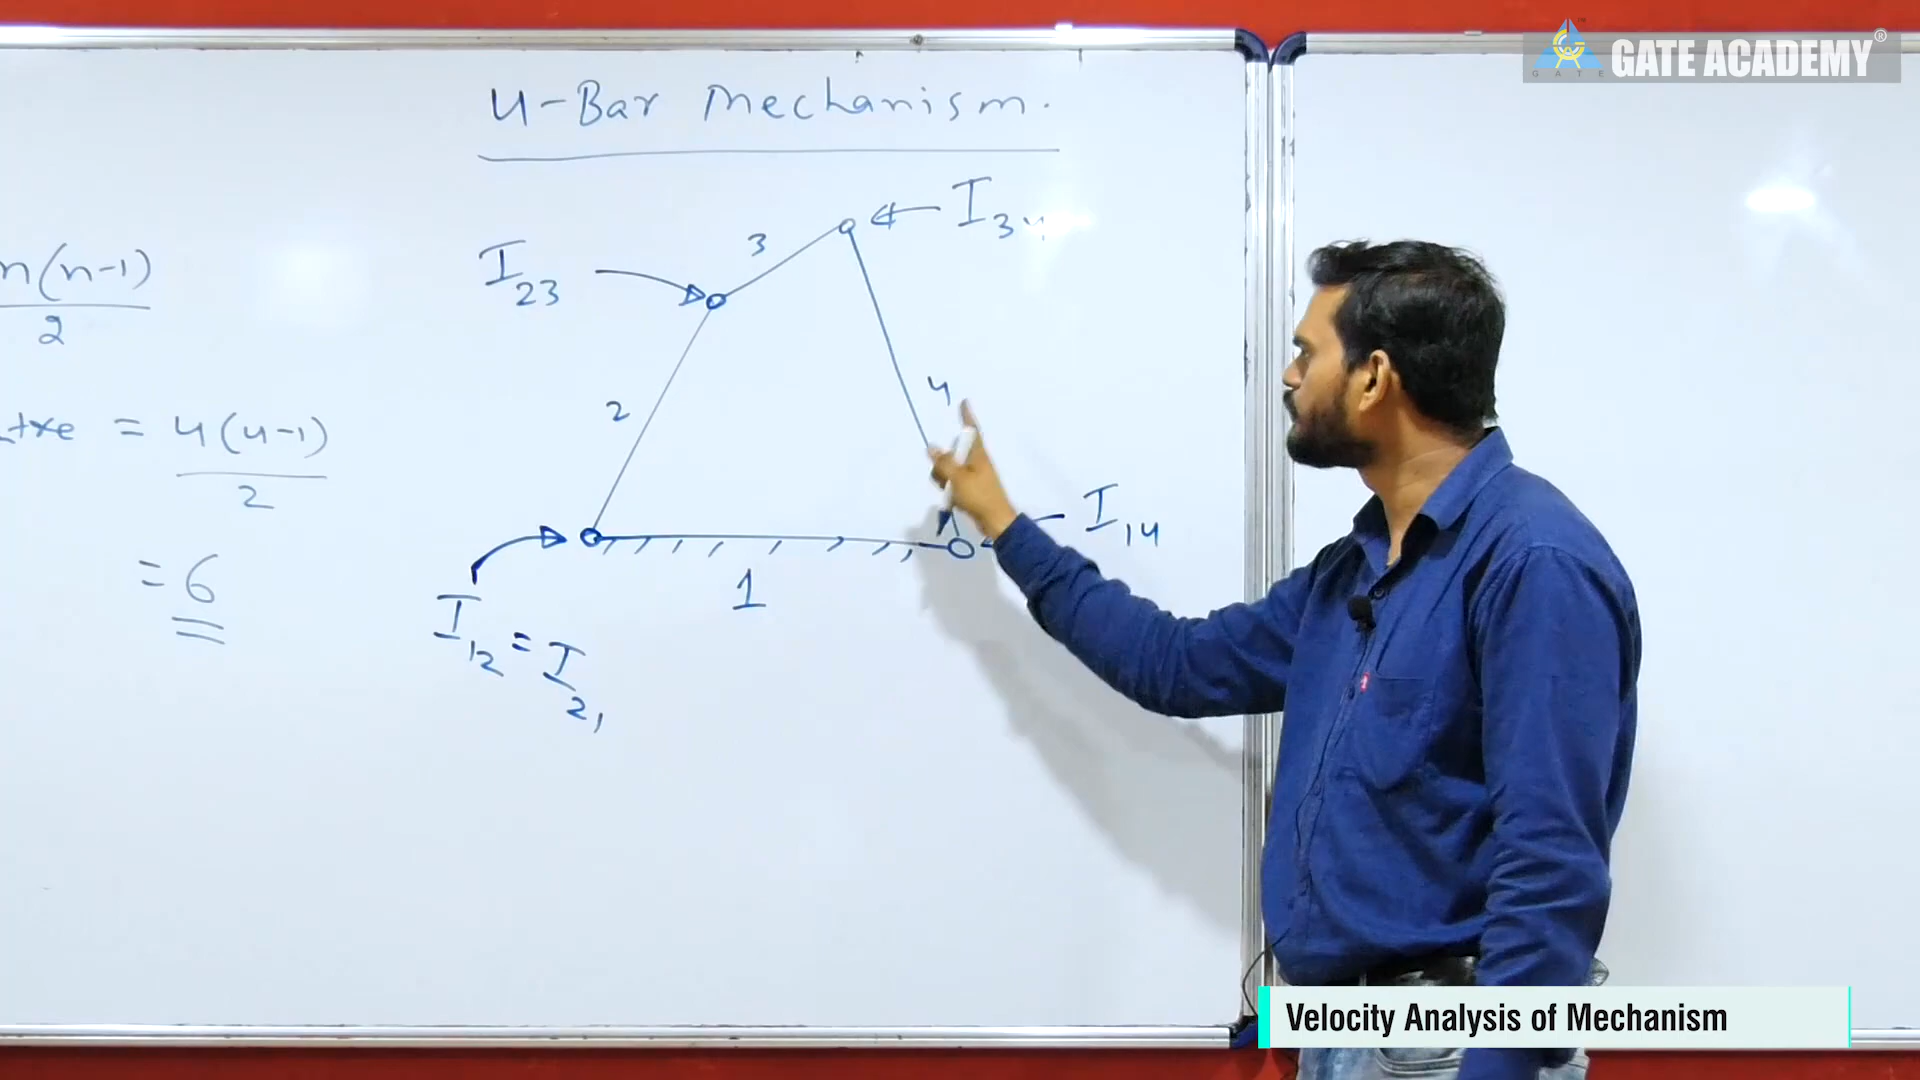 GATE
GATE ACADEMY®
4-Bar Mechanism.
I34
I23
3
n(n-1)
2
4
2
= 4(4-1)
2
I14
= 6
1
I12 = I21
Velocity Analysis of Mechanism